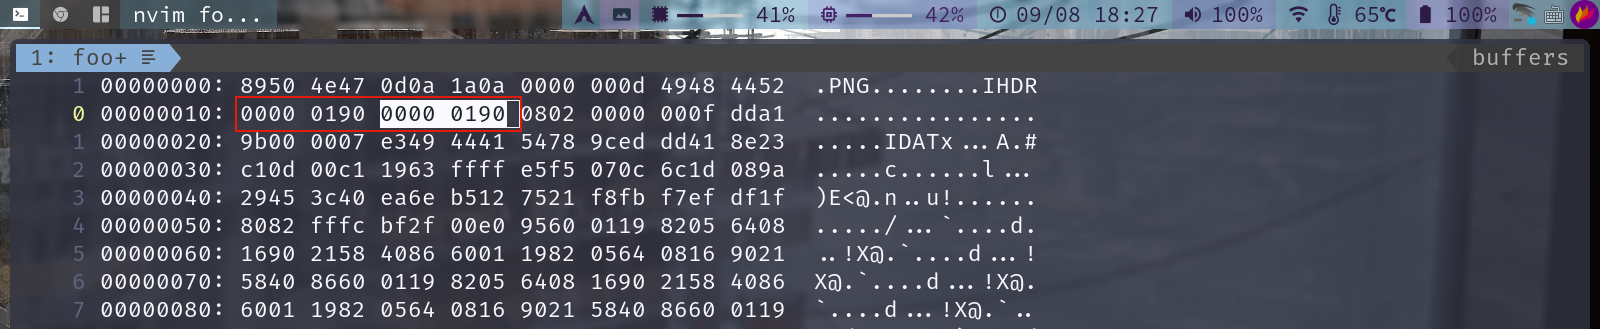 nvim fo... 41% 42% 09/08 18:27 100% 65℃ 100%
1: foo+ buffers
1 00000000: 8950 4e47 0d0a 1a0a 0000 000d 4948 4452 .PNG........IHDR
0 00000010: 0000 0190 0000 0190 0802 0000 000f dda1 ................
1 00000020: 9b00 0007 e349 4441 5478 9ced dd41 8e23 .....IDATx...A.#
2 00000030: c10d 00c1 1963 ffff e5f5 070c 6c1d 089a .....c......l...
3 00000040: 2945 3c40 ea6e b512 7521 f8fb f7ef df1f )E<@.n..u!......
4 00000050: 8082 fffc bf2f 00e0 9560 0119 8205 6408 ...../...`....d.
5 00000060: 1690 2158 4086 6001 1982 0564 0816 9021 ..!X@.`....d...!
6 00000070: 5840 8660 0119 8205 6408 1690 2158 4086 X@.`....d...!X@.
7 00000080: 6001 1982 0564 0816 9021 5840 8660 0119 `....d...!X@.`..